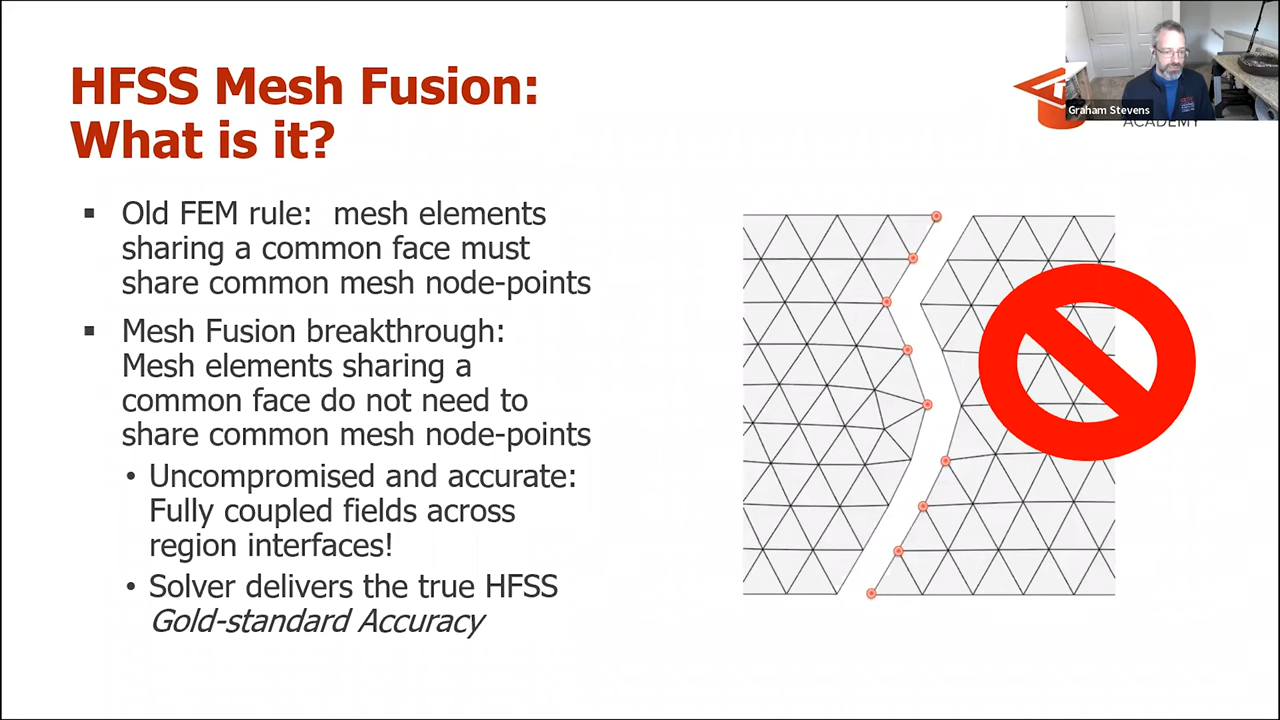 HFSS Mesh Fusion:
What is it?
Graham Stevens
ACADEMY
▪ Old FEM rule: mesh elements
sharing a common face must
share common mesh node-points
▪ Mesh Fusion breakthrough:
Mesh elements sharing a
common face do not need to
share common mesh node-points
• Uncompromised and accurate:
Fully coupled fields across
region interfaces!
• Solver delivers the true HFSS
Gold-standard Accuracy